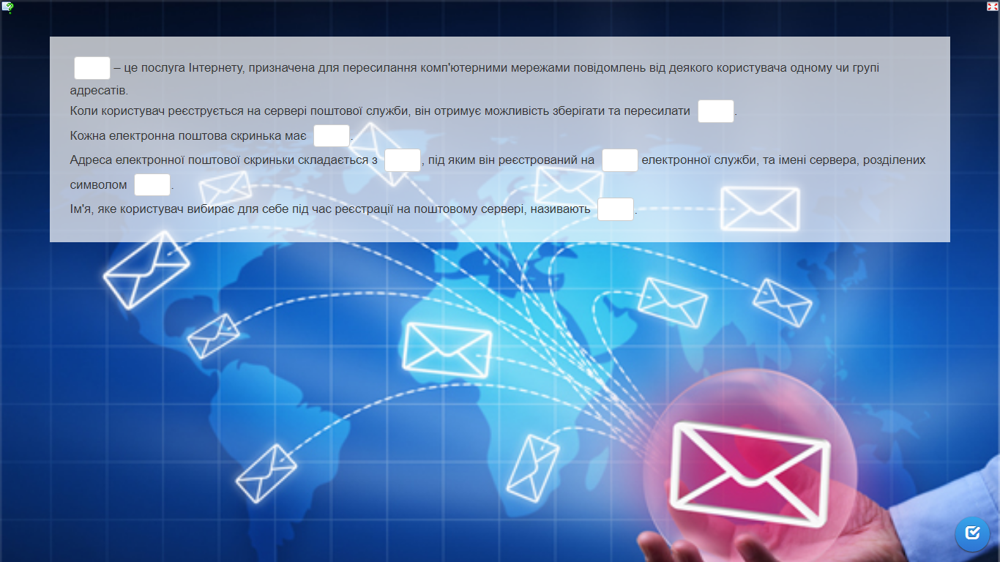 – це послуга Інтернету, призначена для пересилання комп'ютерними мережами повідомлень від деякого користувача одному чи групі
адресатів.
Коли користувач реєструється на сервері поштової служби, він отримує можливість зберігати та пересилати .
Кожна електронна поштова скринька має .
Адреса електронної поштової скриньки складається з , під яким він реєстрований на електронної служби, та імені сервера, розділених
символом .
Ім'я, яке користувач вибирає для себе під час реєстрації на поштовому сервері, називають .